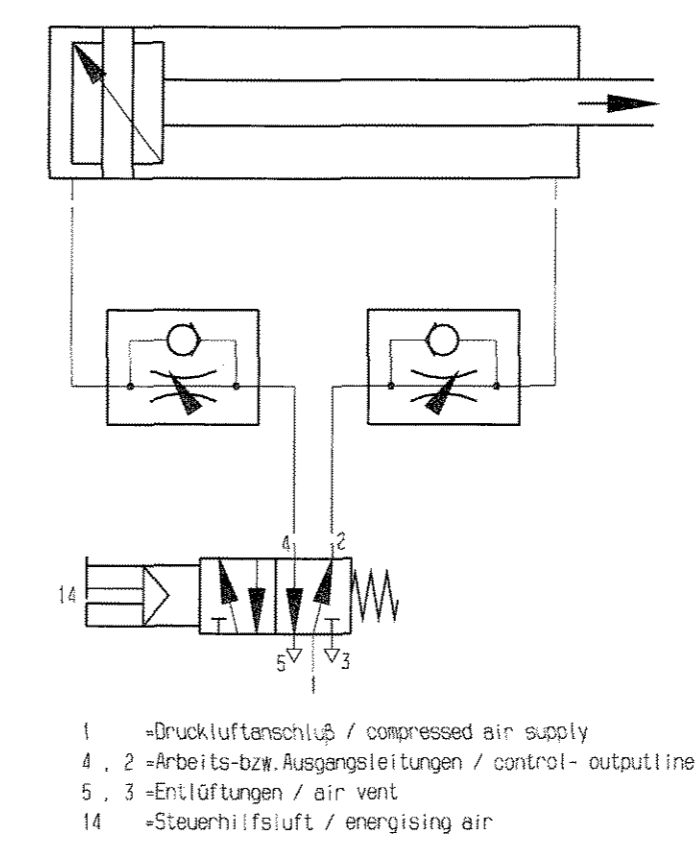 4 2
14
5 3
1
1 =Druckluftanschluß / compressed air supply
4 , 2 =Arbeits-bzw.Ausgangsleitungen / control- outputline
5 , 3 =Entlüftungen / air vent
14 =Steuerhilfsluft / energising air